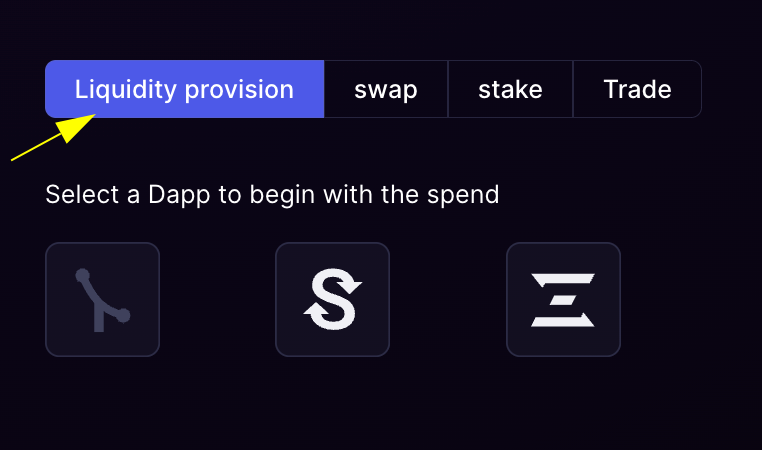 Liquidity provision swap stake Trade
Select a Dapp to begin with the spend